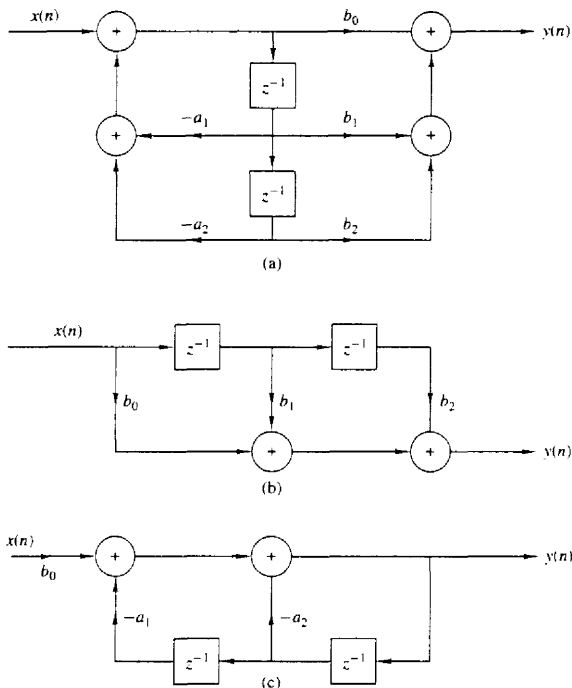 x(n) b₀ y(n)
+ +
z⁻¹
+ −a₁ b₁ +
z⁻¹
−a₂ b₂
(a)
x(n) z⁻¹ z⁻¹
b₀ b₁ b₂
+ + y(n)
(b)
x(n) + + y(n)
b₀
−a₁ −a₂
z⁻¹ z⁻¹
(c)